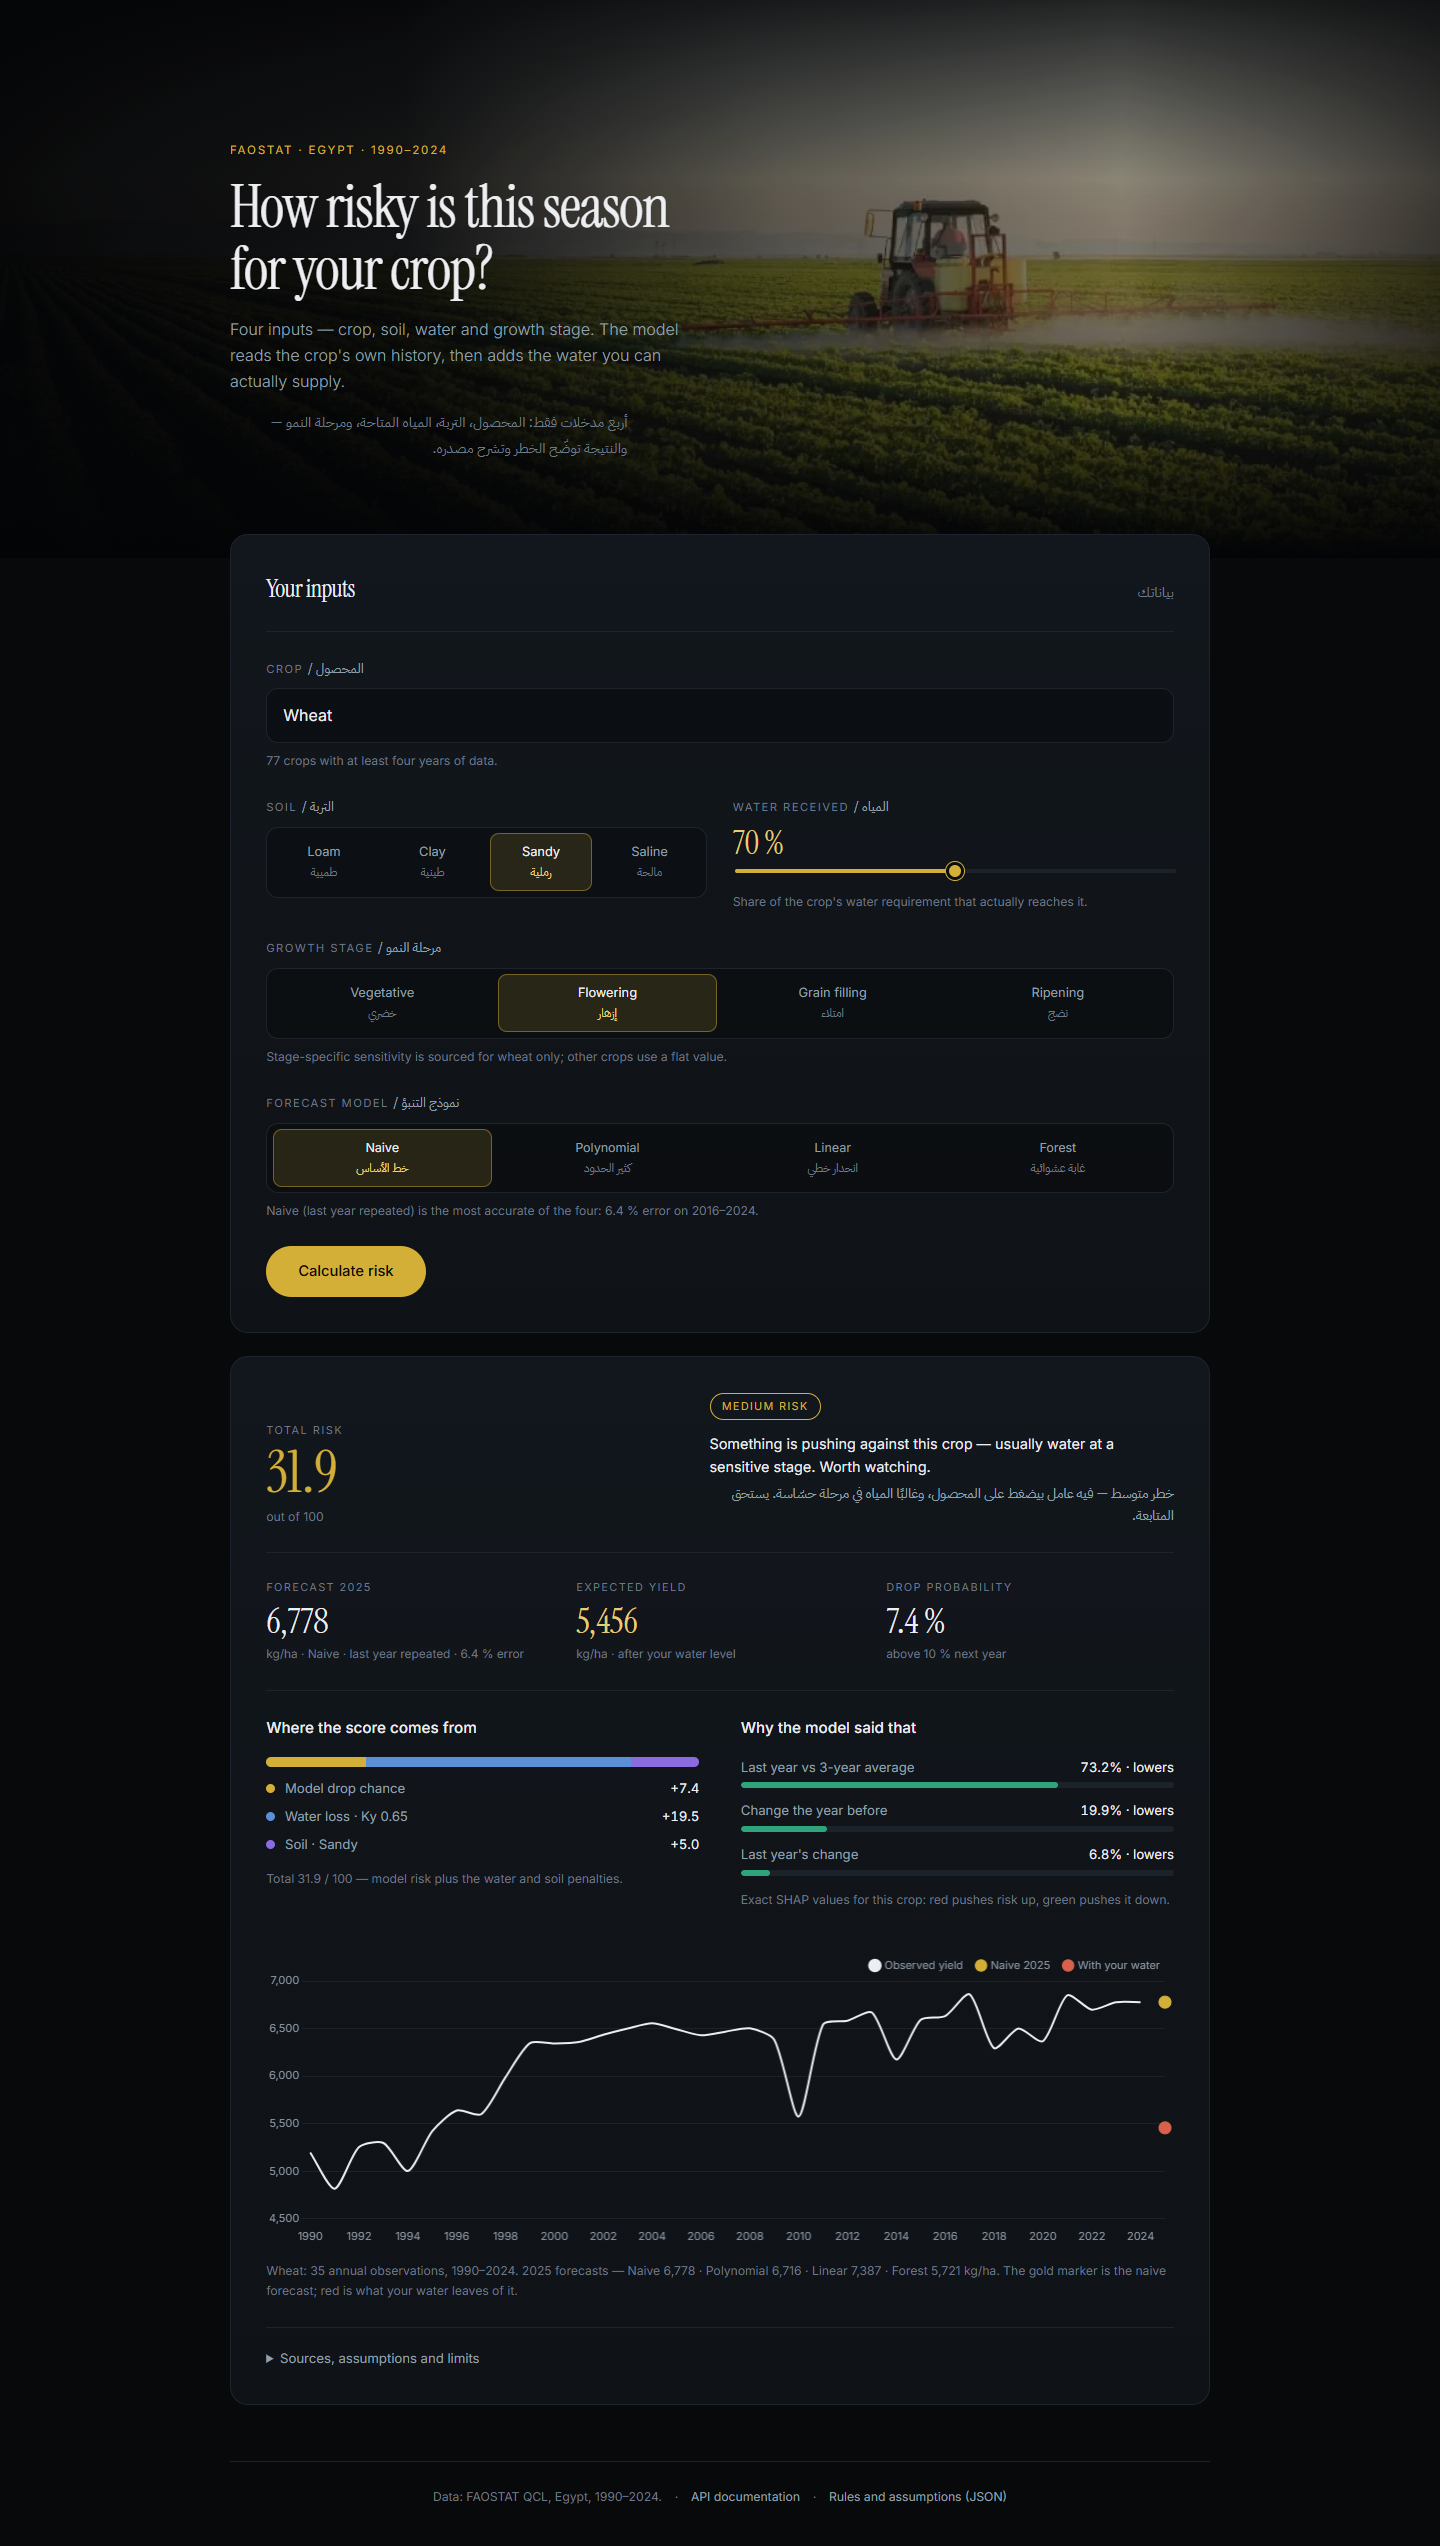 FAOSTAT · EGYPT · 1990–2024
How risky is this season
for your crop?
Four inputs — crop, soil, water and growth stage. The model
reads the crop's own history, then adds the water you can
actually supply.
أربع مدخلات فقط: المحصول، التربة، المياه المتاحة، ومرحلة النمو —
والنتيجة توضّح الخطر وتشرح مصدره.
Your inputs
بياناتك
CROP / المحصول
Wheat
77 crops with at least four years of data.
SOIL / التربة
Loam
طميية
Clay
طينية
Sandy
رملية
Saline
مالحة
WATER RECEIVED / المياه
70 %
Share of the crop's water requirement that actually reaches it.
GROWTH STAGE / مرحلة النمو
Vegetative
خضري
Flowering
إزهار
Grain filling
امتلاء
Ripening
نضج
Stage-specific sensitivity is sourced for wheat only; other crops use a flat value.
FORECAST MODEL / نموذج التنبؤ
Naive
خط الأساس
Polynomial
كثير الحدود
Linear
انحدار خطي
Forest
غابة عشوائية
Naive (last year repeated) is the most accurate of the four: 6.4 % error on 2016–2024.
Calculate risk
TOTAL RISK
31.9
out of 100
MEDIUM RISK
Something is pushing against this crop — usually water at a
sensitive stage. Worth watching.
خطر متوسط — فيه عامل بيضغط على المحصول، وغالبًا المياه في مرحلة حسّاسة. يستحق
المتابعة.
FORECAST 2025
6,778
kg/ha · Naive · last year repeated · 6.4 % error
EXPECTED YIELD
5,456
kg/ha · after your water level
DROP PROBABILITY
7.4 %
above 10 % next year
Where the score comes from
Model drop chance +7.4
Water loss · Ky 0.65 +19.5
Soil · Sandy +5.0
Total 31.9 / 100 — model risk plus the water and soil penalties.
Why the model said that
Last year vs 3-year average 73.2% · lowers
Change the year before 19.9% · lowers
Last year's change 6.8% · lowers
Exact SHAP values for this crop: red pushes risk up, green pushes it down.
Observed yield Naive 2025 With your water
7,000
6,500
6,000
5,500
5,000
4,500
1990 1992 1994 1996 1998 2000 2002 2004 2006 2008 2010 2012 2014 2016 2018 2020 2022 2024
Wheat: 35 annual observations, 1990–2024. 2025 forecasts — Naive 6,778 · Polynomial 6,716 · Linear 7,387 · Forest 5,721 kg/ha. The gold marker is the naive
forecast; red is what your water leaves of it.
Sources, assumptions and limits
Data: FAOSTAT QCL, Egypt, 1990–2024. · API documentation · Rules and assumptions (JSON)